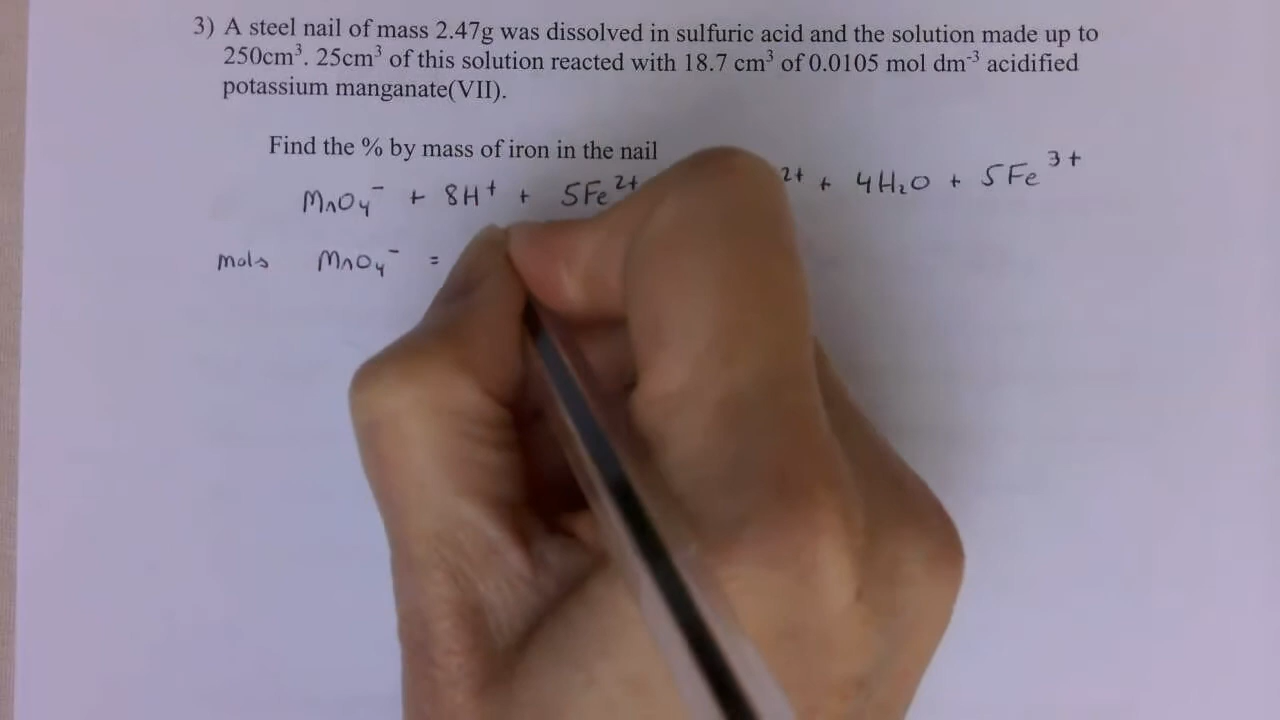 3) A steel nail of mass 2.47g was dissolved in sulfuric acid and the solution made up to
250cm³. 25cm³ of this solution reacted with 18.7 cm³ of 0.0105 mol dm⁻³ acidified
potassium manganate(VII).
Find the % by mass of iron in the nail
MnO₄⁻ + 8H⁺ + 5Fe²⁺ ²⁺ + 4H₂O + 5Fe³⁺
mols MnO₄⁻ =